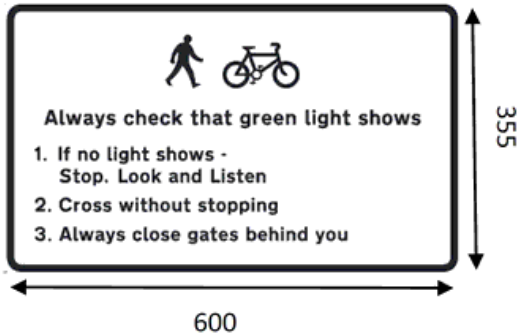 Always check that green light shows
1. If no light shows -
Stop. Look and Listen
2. Cross without stopping
3. Always close gates behind you
355
600